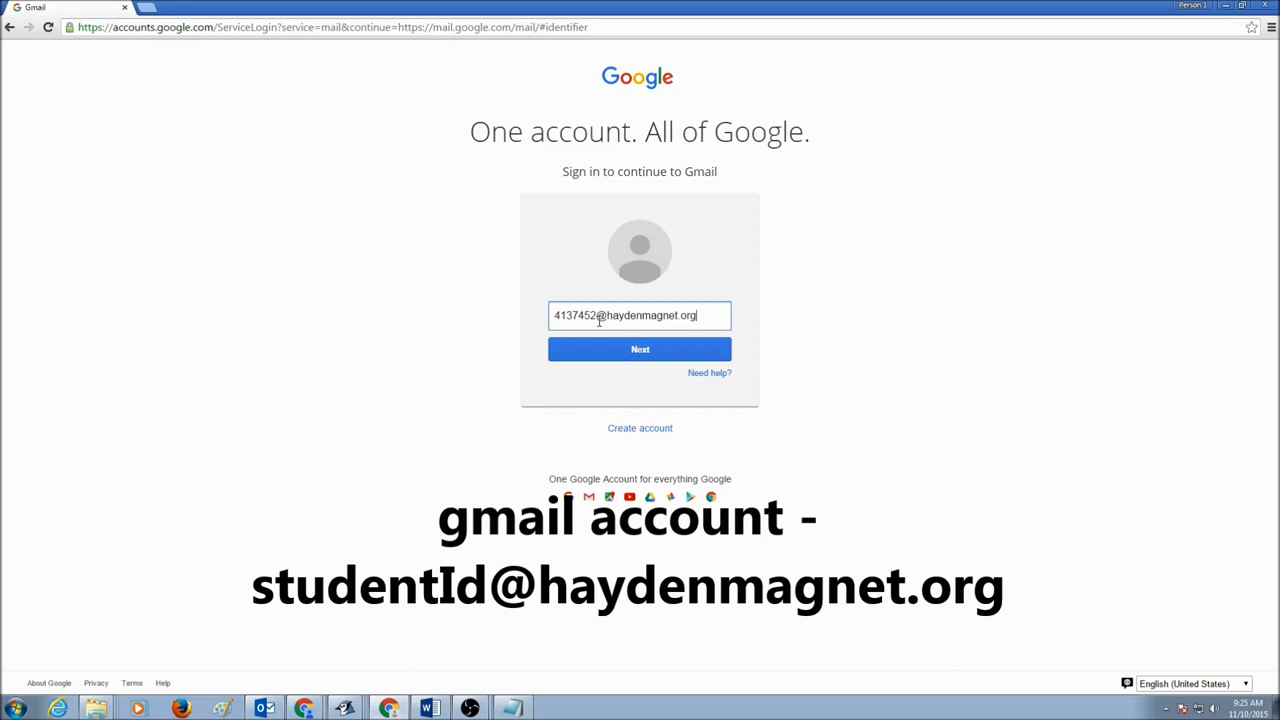 Gmail
Person 1
https://accounts.google.com/ServiceLogin?service=mail&continue=https://mail.google.com/mail/#identifier
Google
One account. All of Google.
Sign in to continue to Gmail
4137452@haydenmagnet.org
Next
Need help?
Create account
One Google Account for everything Google
gmail account -
studentId@haydenmagnet.org
About Google Privacy Terms Help
English (United States)
9:25 AM
11/10/2015